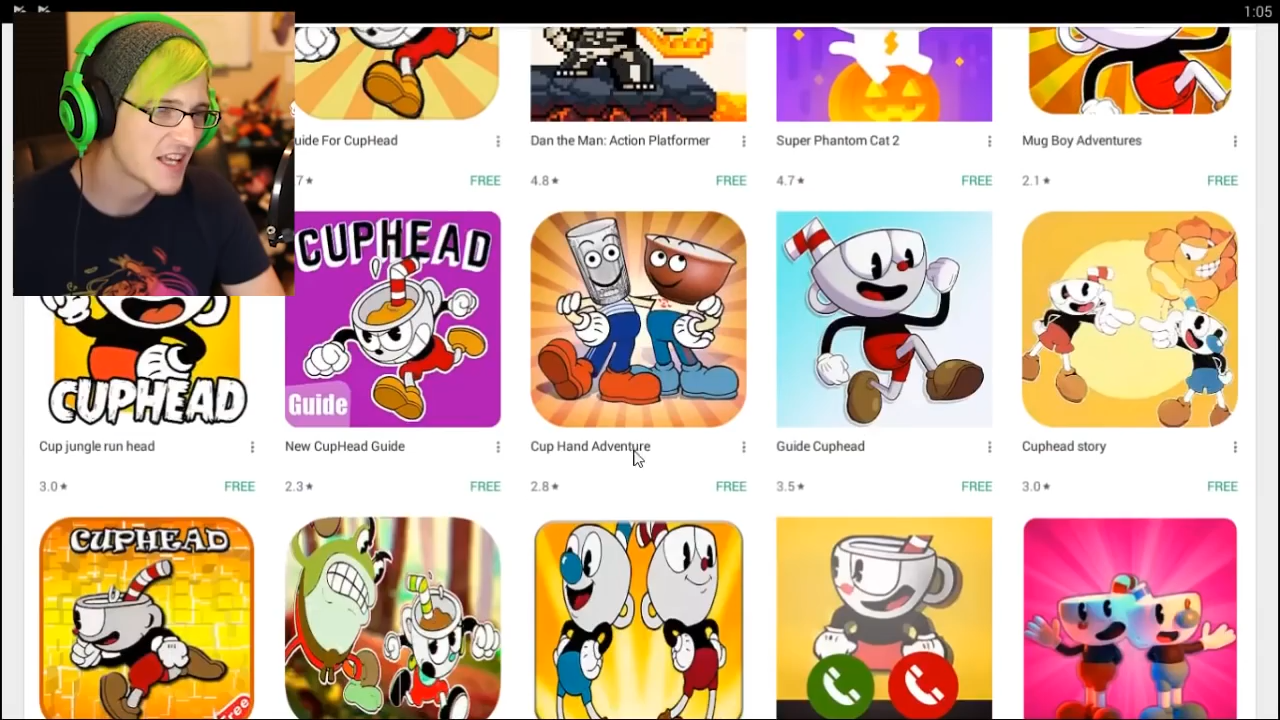 1:05
uide For CupHead
Dan the Man: Action Platformer
Super Phantom Cat 2
Mug Boy Adventures
.7★ FREE
4.8★ FREE
4.7★ FREE
2.1★ FREE
CUPHEAD
Guide
CUPHEAD
Cup jungle run head
New CupHead Guide
Cup Hand Adventure
Guide Cuphead
Cuphead story
3.0★ FREE
2.3★ FREE
2.8★ FREE
3.5★ FREE
3.0★ FREE
CUPHEAD
Free